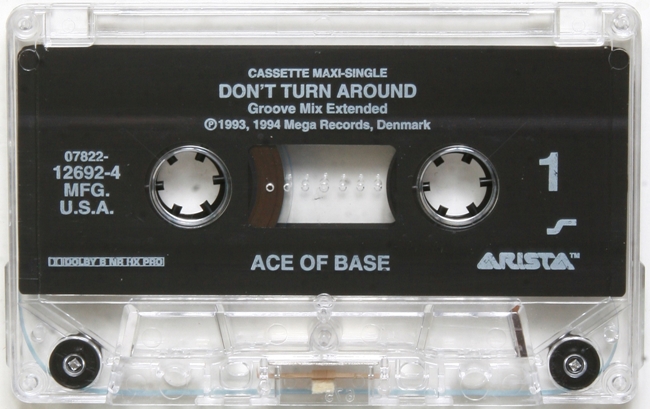 CASSETTE MAXI-SINGLE
DON'T TURN AROUND
Groove Mix Extended
℗1993, 1994 Mega Records, Denmark
07822-
12692-4
MFG.
U.S.A.
1
DOLBY B NR HX PRO
ACE OF BASE
ARISTA™